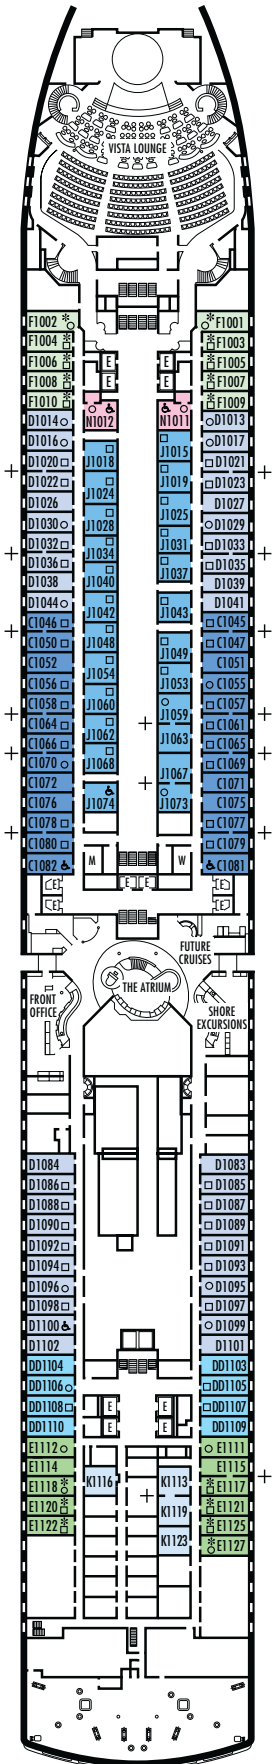 VISTA LOUNGE
F1002 F1001
F1004 F1003
F1006 E E F1005
F1008 E E F1007
F1010 F1009
D1014 N1012 N1011 D1013
D1016 D1017
J1015
D1020 J1018 D1021
D1022 J1019 D1023
J1024
D1026 J1025 D1027
D1030 J1028 D1029
D1032 J1031 D1033
J1034
D1036 J1037 D1035
D1038 J1040 D1039
D1044 J1042 J1043 D1041
C1046 C1045
C1050 J1048 C1047
C1052 J1049 C1051
J1054
C1056 J1053 C1055
C1058 J1060 C1057
J1059
C1064 J1062 C1061
C1066 J1063 C1065
C1070 J1068 C1069
J1067
C1072 C1071
C1076 J1074 J1073 C1075
C1078 C1077
C1080 C1079
C1082 M W C1081
E E E E
E E
FUTURE
CRUISES
THE ATRIUM
FRONT
OFFICE
SHORE
EXCURSIONS
D1084 D1083
D1086 D1085
D1088 D1087
D1090 D1089
D1092 D1091
D1094 D1093
D1096 D1095
D1098 D1097
D1100 D1099
D1102 D1101
DD1104 DD1103
DD1106 DD1105
DD1108 E E DD1107
DD1110 E E DD1109
E1112 E1111
E1114 E1115
E1118 K1116 K1113 E1117
E1120 E1121
K1119
E1122 E1125
K1123 E1127